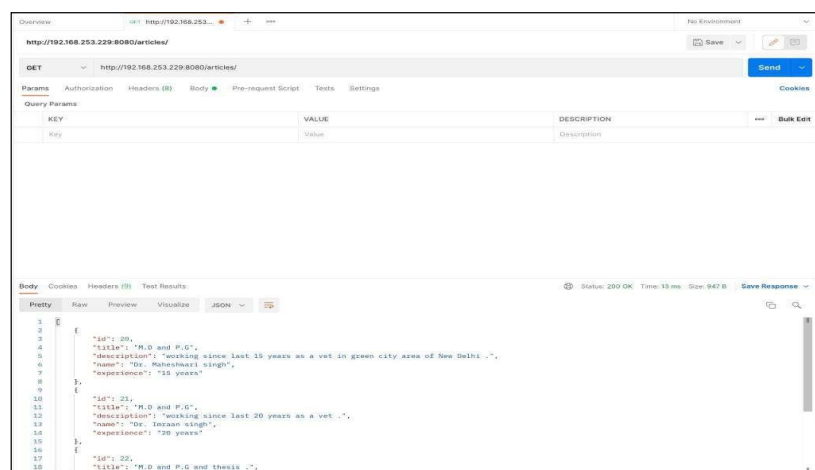 Overview GET http://192.168.253... + ••• No Environment
http://192.168.253.229:8080/articles/ Save
GET http://192.168.253.229:8080/articles/ Send
Params Authorization Headers (8) Body Pre-request Script Tests Settings Cookies
Query Params
KEY VALUE DESCRIPTION ••• Bulk Edit
Key Value Description
Body Cookies Headers (9) Test Results Status: 200 OK Time: 13 ms Size: 947 B Save Response
Pretty Raw Preview Visualize JSON
1 [
2 {
3 "id": 20,
4 "title": "M.D and P.G",
5 "description": "working since last 15 years as a vet in green city area of New Delhi .",
6 "name": "Dr. Maheshwari singh",
7 "experience": "15 years"
8 },
9 {
10 "id": 21,
11 "title": "M.D and P.G",
12 "description": "working since last 20 years as a vet .",
13 "name": "Dr. Imraan singh",
14 "experience": "20 years"
15 },
16 {
17 "id": 22,
18 "title": "M.D and P.G and thesis .",